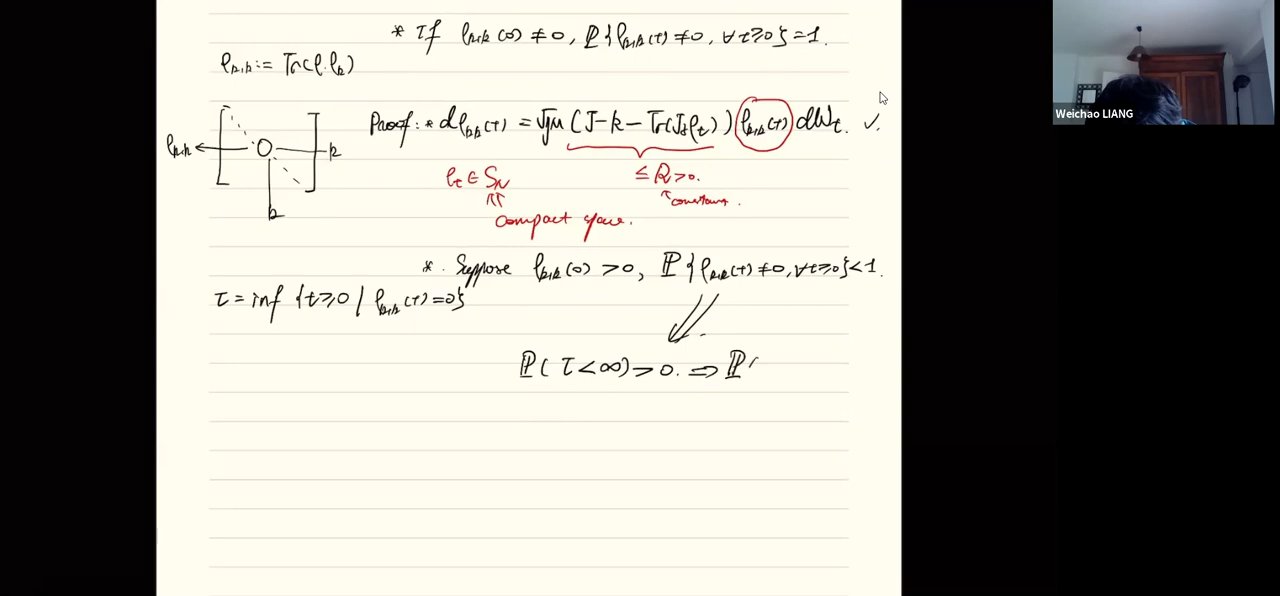 * If ρ_{k,k}(0) ≠ 0, ℙ{ρ_{k,k}(t) ≠ 0, ∀t≥0} = 1.
ρ_{k,k} := Tr(ρ ρ_k)
Proof: * dρ_{k,k}(t) = √ημ (J-k-Tr(J_z ρ_t)) ρ_{k,k}(t) dW_t. ✓.
ρ_{k,k} ← O k
k
ρ_t ∈ S_N ≤ R > 0.
↑ constant.
compact space.
*. Suppose ρ_{k,k}(0) > 0, ℙ{ρ_{k,k}(t) ≠ 0, ∀t≥0} < 1.
τ = inf {t≥0 / ρ_{k,k}(t) = 0}
ℙ(τ < ∞) > 0. ⇒ ℙ(
Weichao LIANG